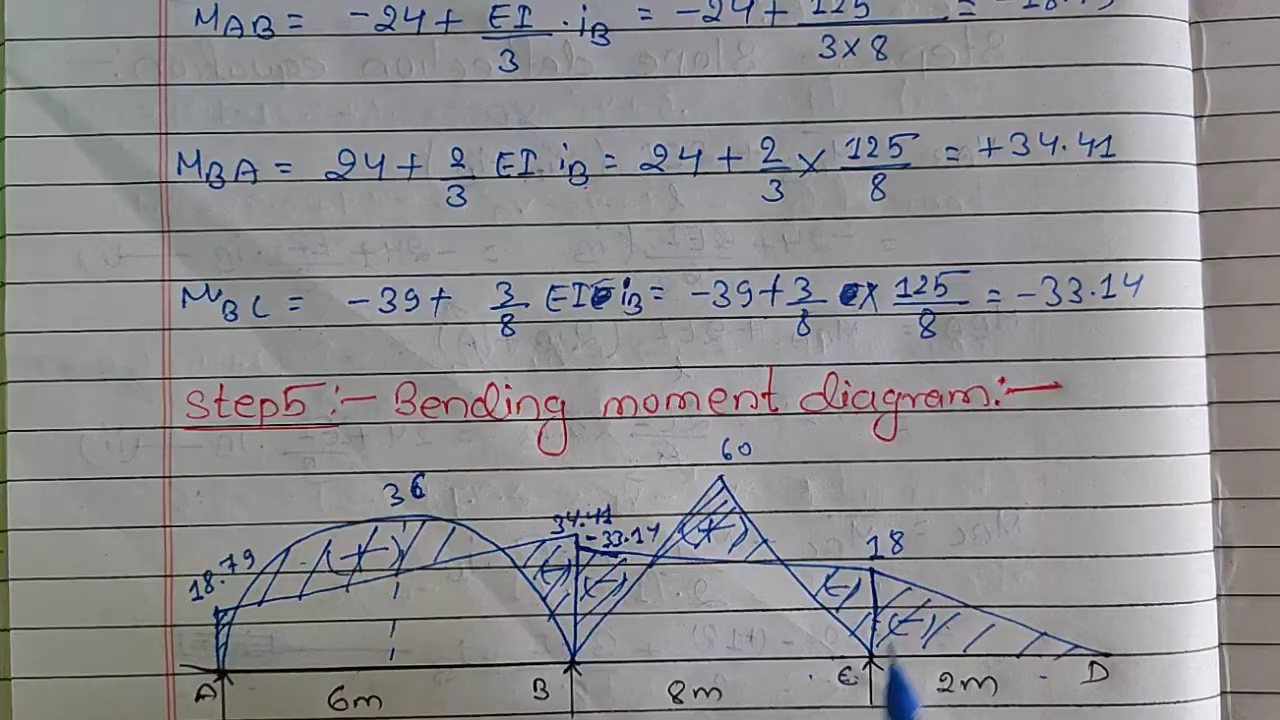 MAB = -24 + EI/3 . iB = -24 + 125/3×8 =
MBA = 24 + 2/3 EI iB = 24 + 2/3 × 125/8 = +34.41
MBC = -39 + 3/8 EI iB = -39 + 3/8 × 125/8 = -33.14
Step5:- Bending moment diagram:-
60
36
34.41
-33.14
18
18.79
(+)
(+)
(-)
(-)
(-)
(-)
A 6m B 8m C 2m D